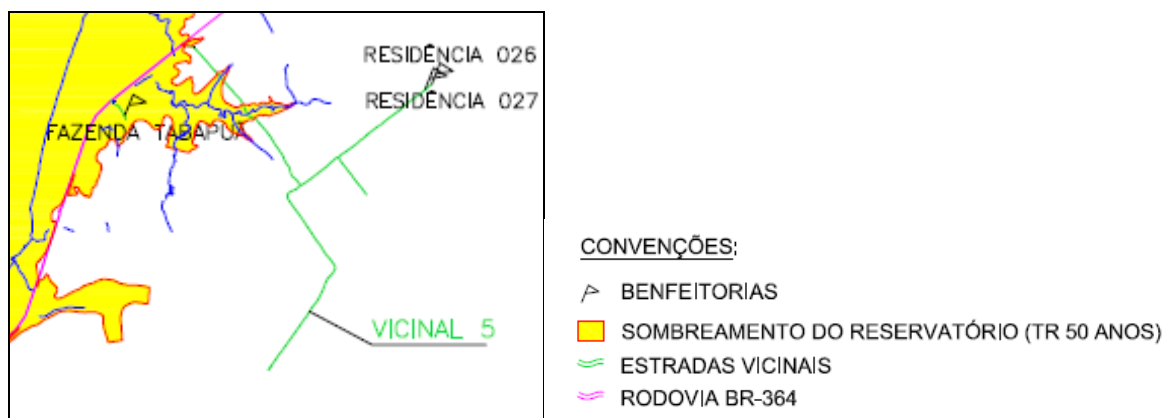 RESIDÊNCIA 026
RESIDÊNCIA 027
FAZENDA TABAPUÃ
VICINAL 5
CONVENÇÕES:
BENFEITORIAS
SOMBREAMENTO DO RESERVATÓRIO (TR 50 ANOS)
ESTRADAS VICINAIS
RODOVIA BR-364